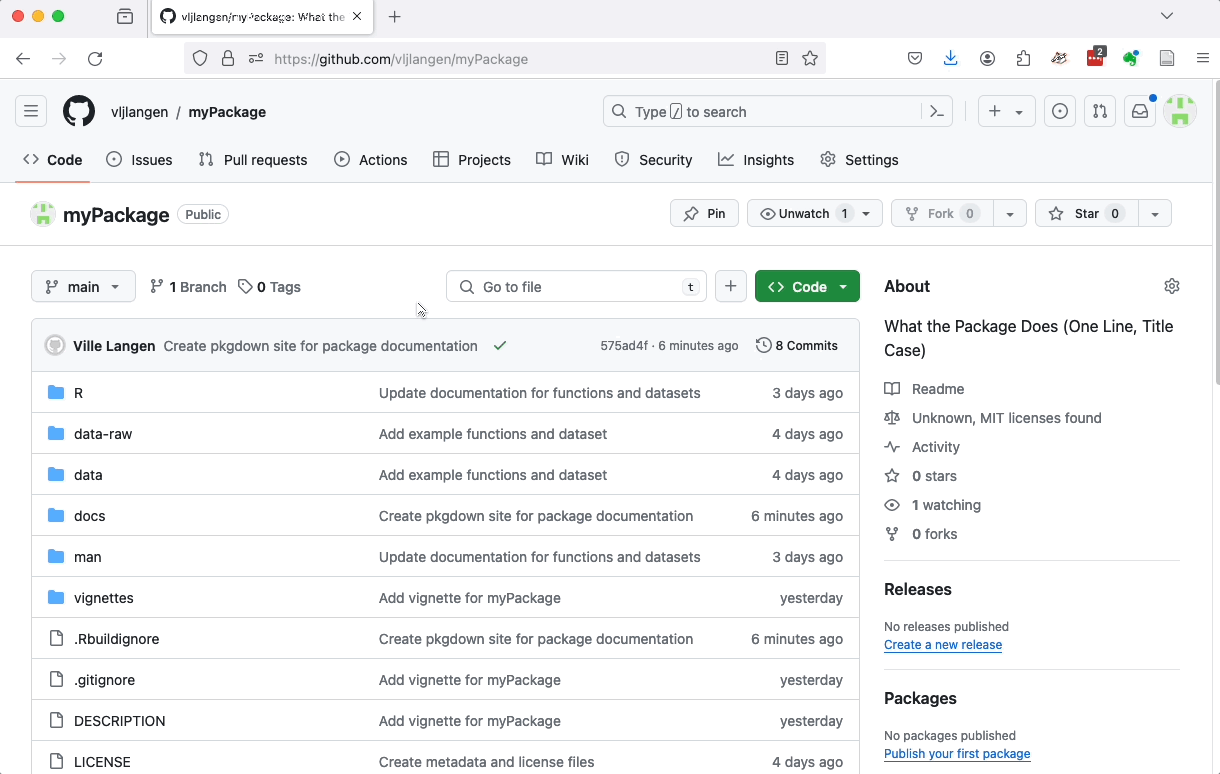 vljlangen/myPackage: What the
https://github.com/vljlangen/myPackage
2
vljlangen / myPackage
Type / to search
Code Issues Pull requests Actions Projects Wiki Security Insights Settings
myPackage Public
Pin Unwatch 1 Fork 0 Star 0
main 1 Branch 0 Tags Go to file t Code
About
What the Package Does (One Line, Title
Case)
Ville Langen Create pkgdown site for package documentation 575ad4f · 6 minutes ago 8 Commits
R Update documentation for functions and datasets 3 days ago
data-raw Add example functions and dataset 4 days ago
data Add example functions and dataset 4 days ago
docs Create pkgdown site for package documentation 6 minutes ago
man Update documentation for functions and datasets 3 days ago
vignettes Add vignette for myPackage yesterday
.Rbuildignore Create pkgdown site for package documentation 6 minutes ago
.gitignore Add vignette for myPackage yesterday
DESCRIPTION Add vignette for myPackage yesterday
LICENSE Create metadata and license files 4 days ago
Readme
Unknown, MIT licenses found
Activity
0 stars
1 watching
0 forks
Releases
No releases published
Create a new release
Packages
No packages published
Publish your first package